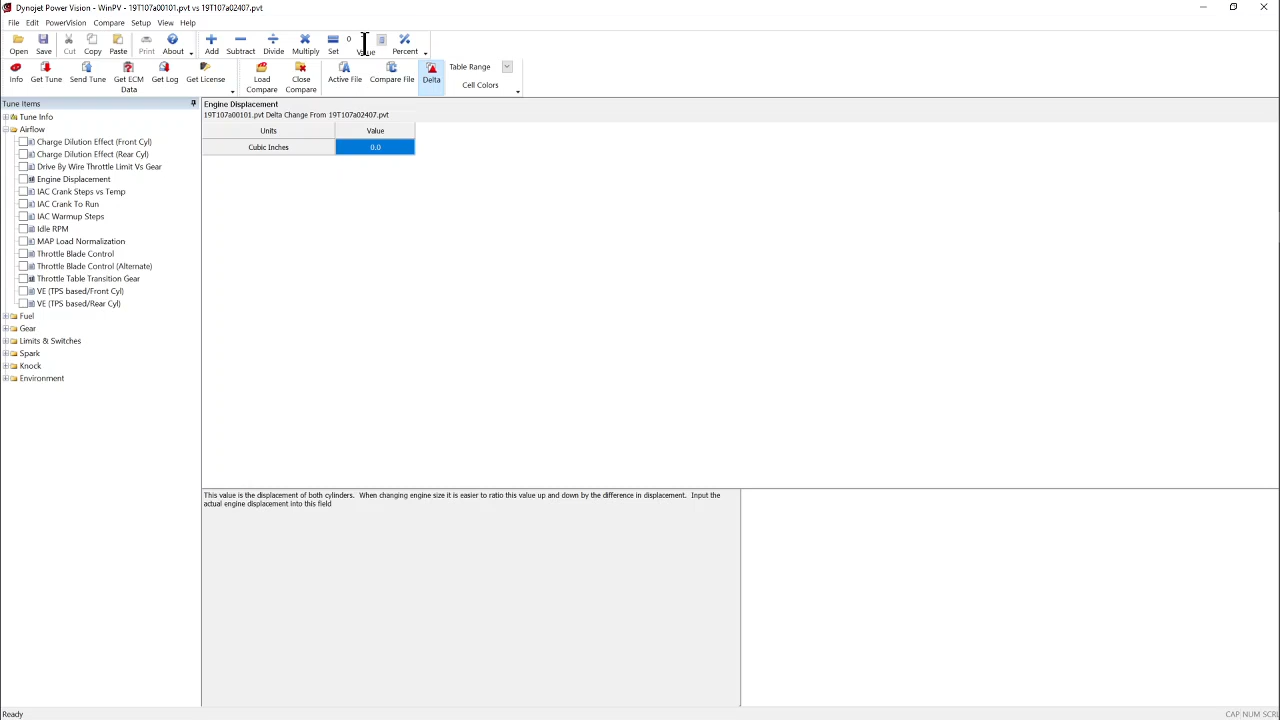 Dynojet Power Vision - WinPV - 19T107a00101.pvt vs 19T107a02407.pvt
File Edit PowerVision Compare Setup View Help
Open Save Cut Copy Paste Print About Add Subtract Divide Multiply Set 0 Value Percent
Info Get Tune Send Tune Get ECM Data Get Log Get License Load Compare Close Compare Active File Compare File Delta Table Range
Cell Colors
Tune Items
Tune Info
Airflow
Charge Dilution Effect (Front Cyl)
Charge Dilution Effect (Rear Cyl)
Drive By Wire Throttle Limit Vs Gear
Engine Displacement
IAC Crank Steps vs Temp
IAC Crank To Run
IAC Warmup Steps
Idle RPM
MAP Load Normalization
Throttle Blade Control
Throttle Blade Control (Alternate)
Throttle Table Transition Gear
VE (TPS based/Front Cyl)
VE (TPS based/Rear Cyl)
Fuel
Gear
Limits & Switches
Spark
Knock
Environment
Engine Displacement
19T107a00101.pvt Delta Change From 19T107a02407.pvt
Units Value
Cubic Inches 0.0
This value is the displacement of both cylinders. When changing engine size it is easier to ratio this value up and down by the difference in displacement. Input the
actual engine displacement into this field
Ready
CAP NUM SCRL